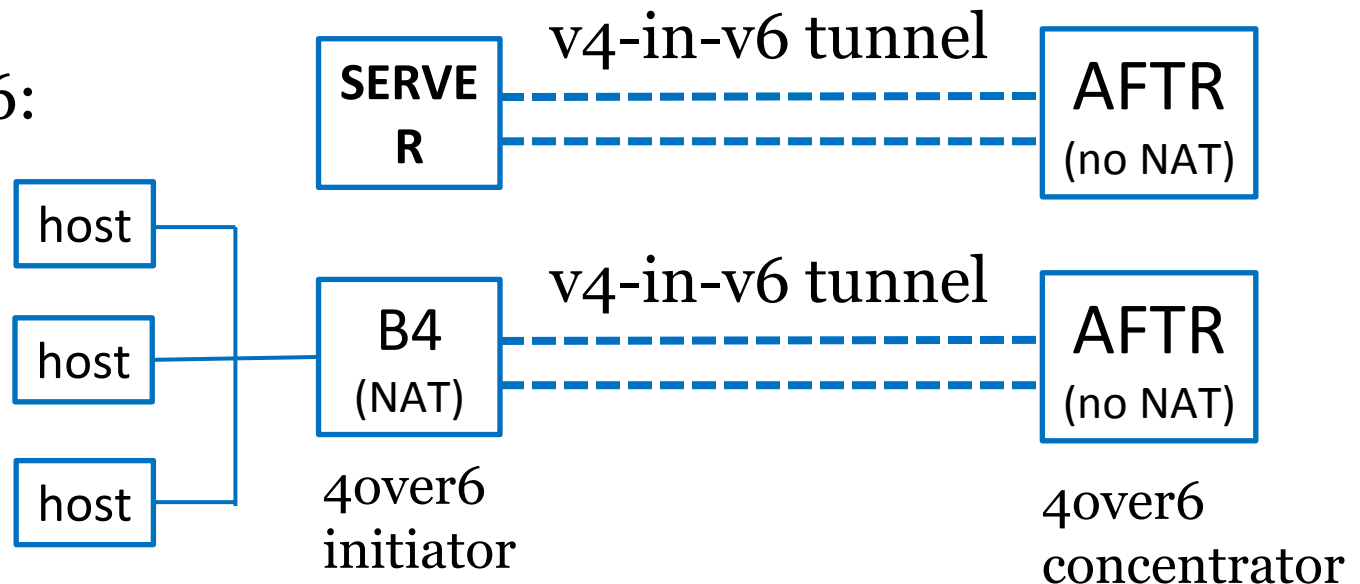 6:
v4-in-v6 tunnel
SERVE
R
AFTR
(no NAT)
host
host
host
v4-in-v6 tunnel
B4
(NAT)
AFTR
(no NAT)
4over6
initiator
4over6
concentrator